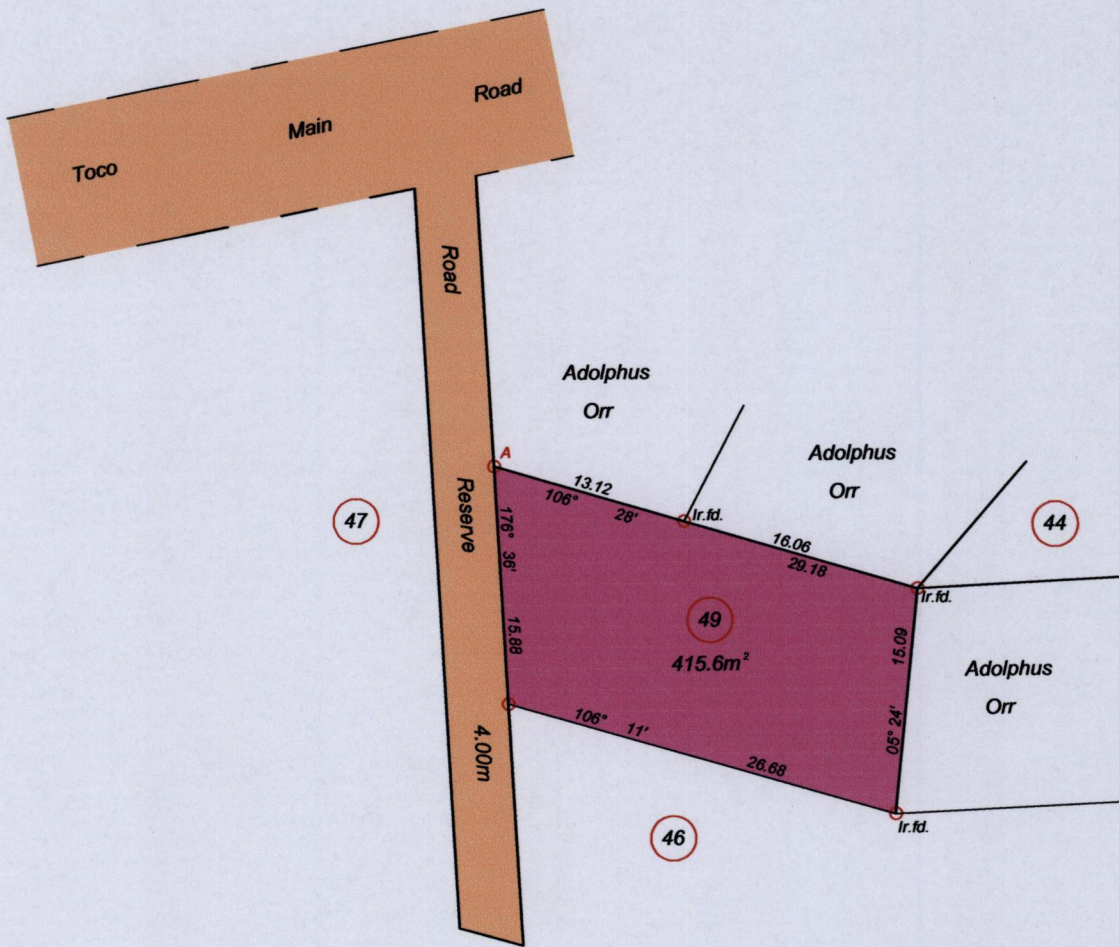 Toco Main Road
Road Reserve 4.00m
Adolphus
Orr
Adolphus
Orr
A
13.12
106° 28'
Ir.fd.
16.06
29.18
Ir.fd.
44
47
176° 36'
15.88
49
415.6m²
15.09
05° 24'
Adolphus
Orr
106° 11'
26.68
Ir.fd.
46